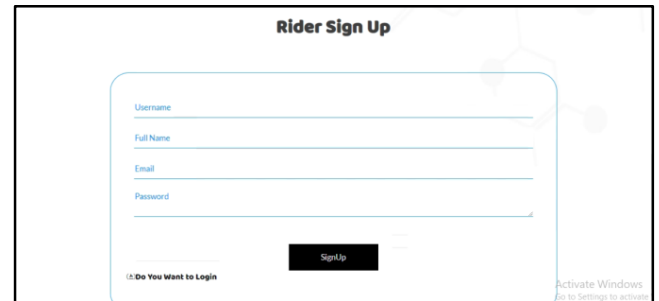 Rider Sign Up
Username
Full Name
Email
Password
SignUp
Do You Want to Login
Activate Windows
Go to Settings to activate